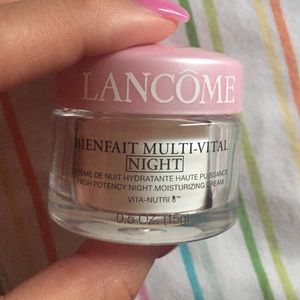 LANCÔME
BIENFAIT MULTI-VITAL
NIGHT
CRÈME DE NUIT HYDRATANTE HAUTE PUISSANCE
HIGH POTENCY NIGHT MOISTURIZING CREAM
VITA-NUTRI 8™
0.5 OZ. (15g)